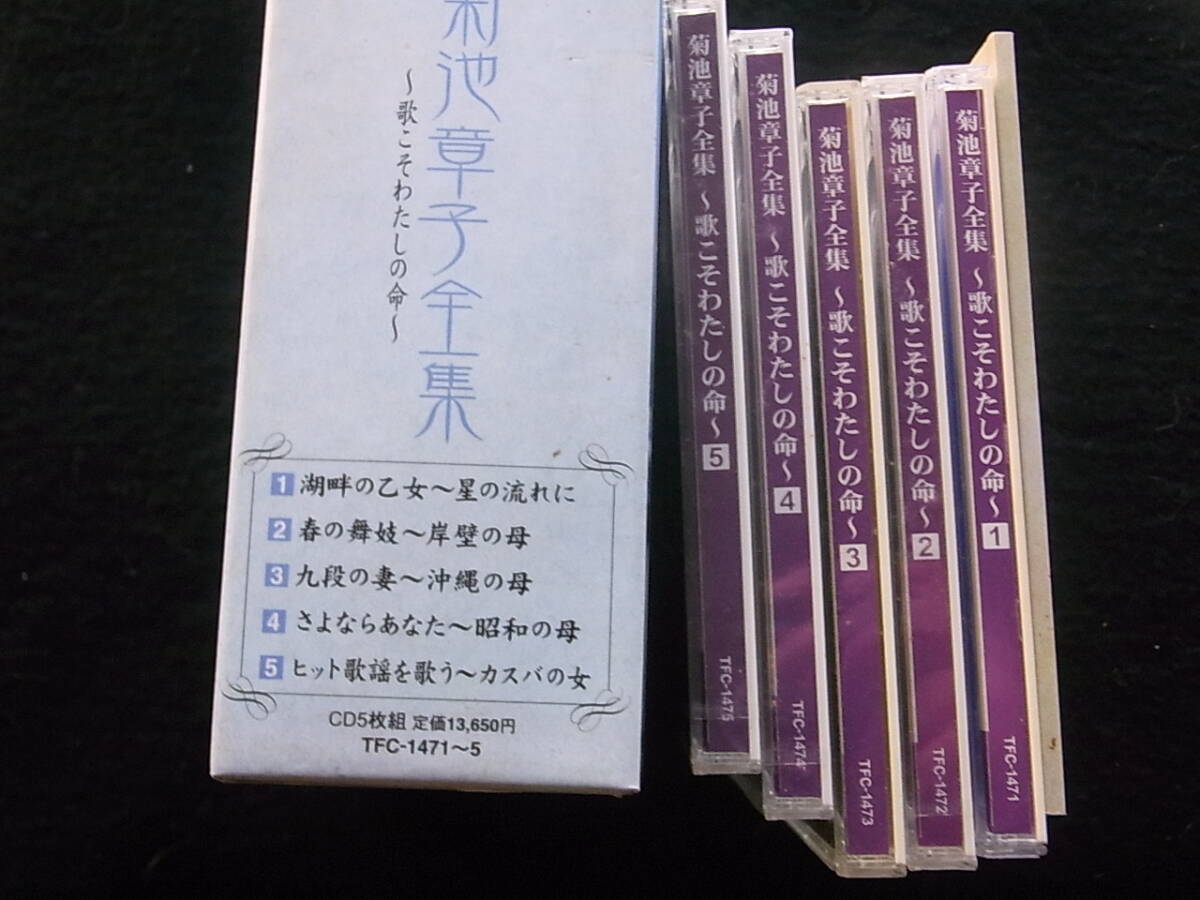 菊池章子全集
～歌こそわたしの命～
1 湖畔の乙女～星の流れに
2 春の舞妓～岸壁の母
3 九段の妻～沖縄の母
4 さよならあなた～昭和の母
5 ヒット歌謡を歌う～カスバの女
CD5枚組 定価13,650円
TFC-1471～5
菊池章子全集 ～歌こそわたしの命～ 5 TFC-1475
菊池章子全集 ～歌こそわたしの命～ 4 TFC-1474
菊池章子全集 ～歌こそわたしの命～ 3 TFC-1473
菊池章子全集 ～歌こそわたしの命～ 2 TFC-1472
菊池章子全集 ～歌こそわたしの命～ 1 TFC-1471